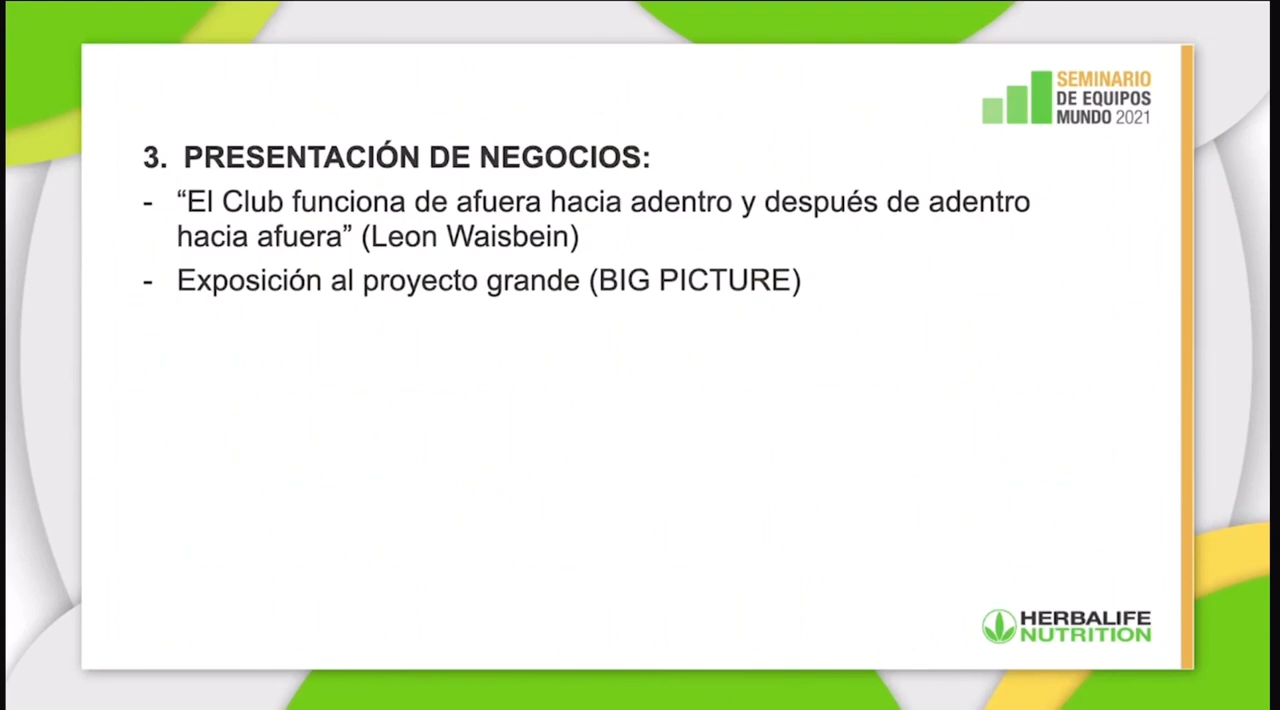 SEMINARIO
DE EQUIPOS
MUNDO 2021
3. PRESENTACIÓN DE NEGOCIOS:
- “El Club funciona de afuera hacia adentro y después de adentro
hacia afuera” (Leon Waisbein)
- Exposición al proyecto grande (BIG PICTURE)
HERBALIFE
NUTRITION